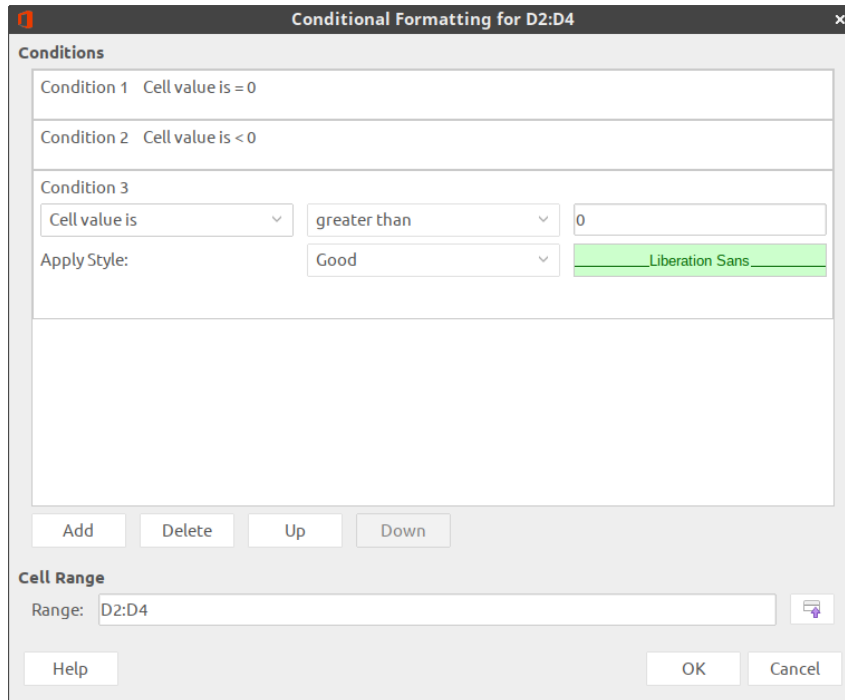 Conditional Formatting for D2:D4
Conditions
Condition 1 Cell value is = 0
Condition 2 Cell value is < 0
Condition 3
Cell value is greater than 0
Apply Style: Good Liberation Sans
Add Delete Up Down
Cell Range
Range: D2:D4
Help OK Cancel